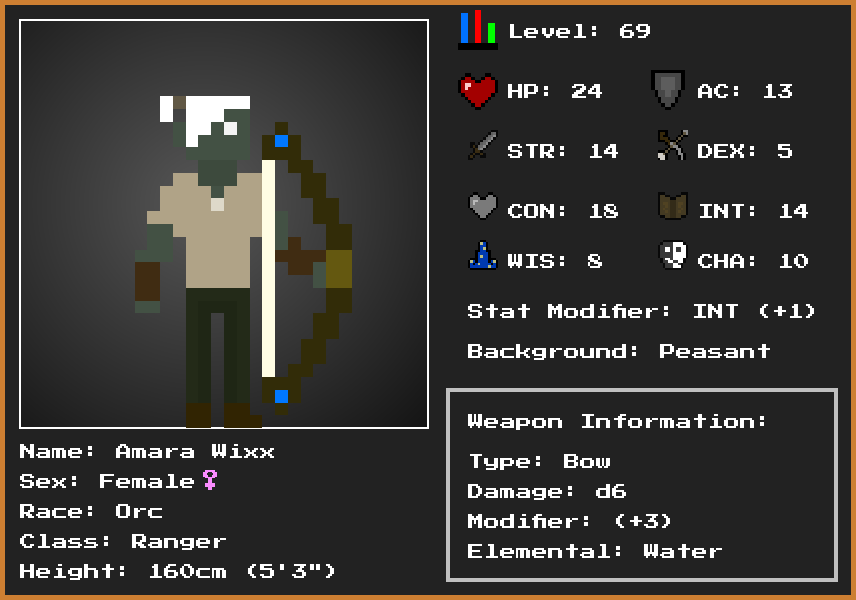 Level: 69
HP: 24 AC: 13
STR: 14 DEX: 5
CON: 18 INT: 14
WIS: 8 CHA: 10
Stat Modifier: INT (+1)
Background: Peasant
Weapon Information:
Type: Bow
Damage: d6
Modifier: (+3)
Elemental: Water
Name: Amara Wixx
Sex: Female♀
Race: Orc
Class: Ranger
Height: 160cm (5'3")